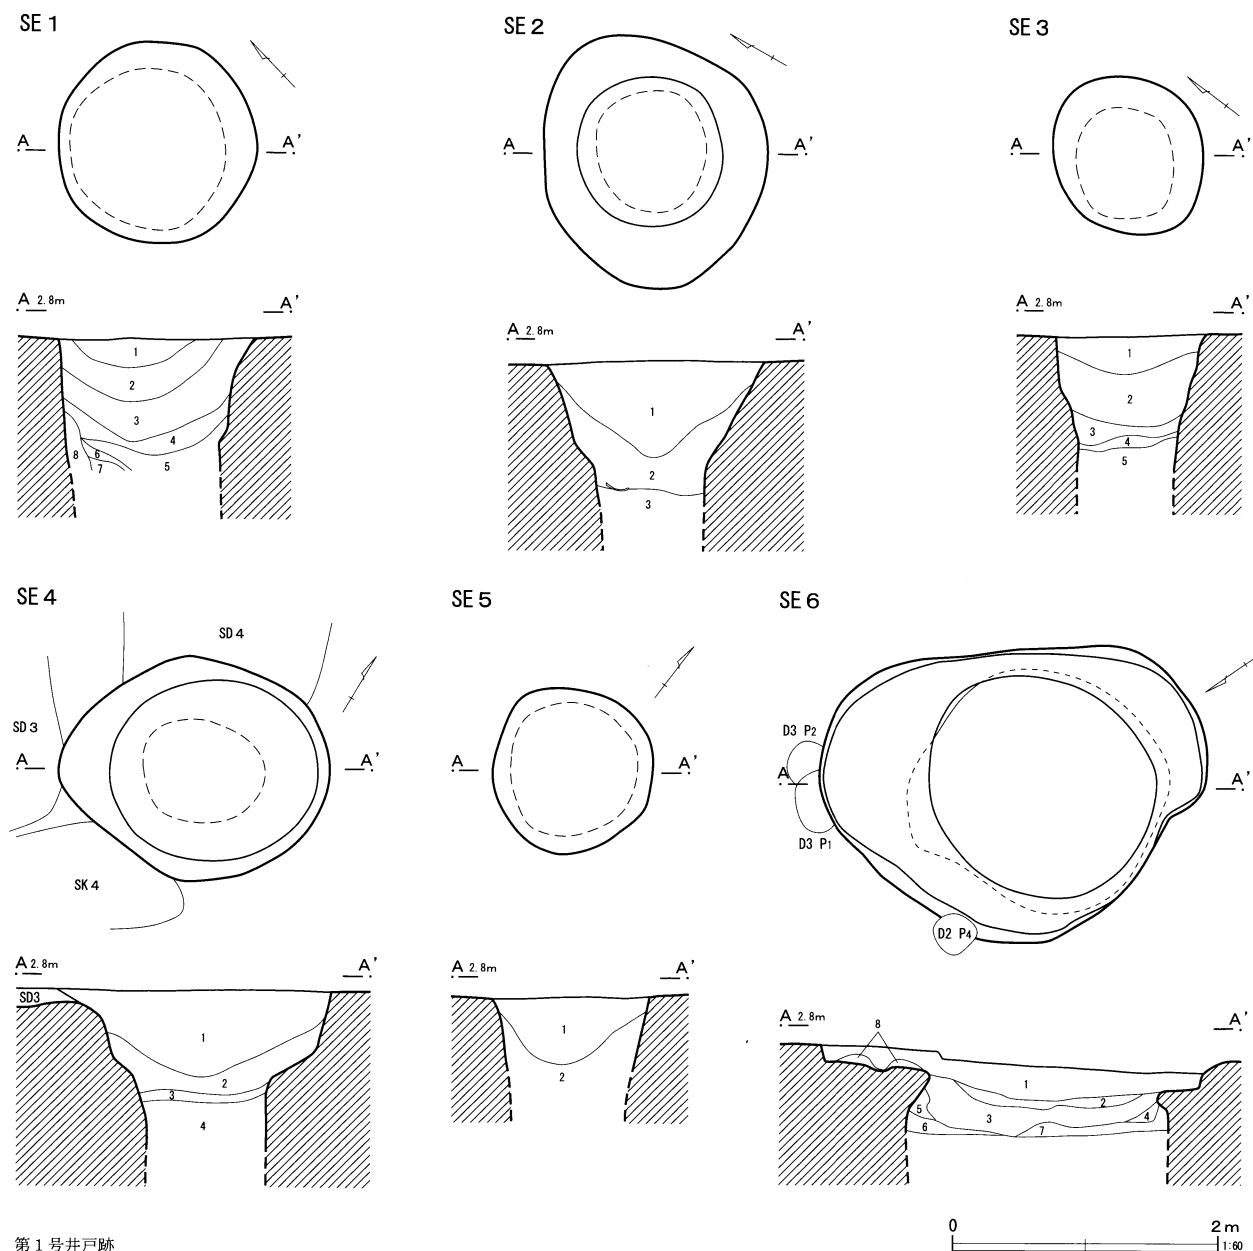 SE 1
A A'
A 2.8m A'
1
2
3
4
5
6
7
8
SE 2
A A'
A 2.8m A'
1
2
3
SE 3
A A'
A 2.8m A'
1
2
3
4
5
SE 4
SD 4
SD 3
A A'
SK 4
A 2.8m A'
SD3
1
2
3
4
SE 5
A A'
A 2.8m A'
1
2
SE 6
D3 P2
A A'
D3 P1
D2 P4
A 2.8m A'
8
1
2
3
4
5
6
7
0 2 m
1:60
第1号井戸跡